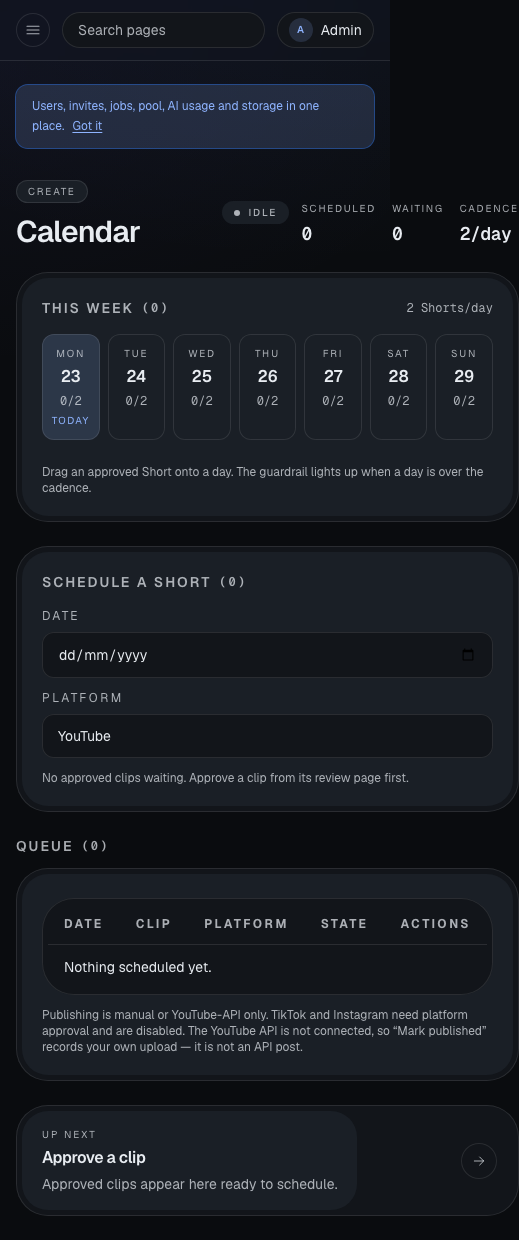 Search pages
A
Admin
Users, invites, jobs, pool, AI usage and storage in one
place. Got it
CREATE
Calendar
IDLE
SCHEDULED WAITING CADENCE
0 0 2/day
THIS WEEK (0)
2 Shorts/day
MON TUE WED THU FRI SAT SUN
23 24 25 26 27 28 29
0/2 0/2 0/2 0/2 0/2 0/2 0/2
TODAY
Drag an approved Short onto a day. The guardrail lights up when a day is over the
cadence.
SCHEDULE A SHORT (0)
DATE
dd/mm/yyyy
PLATFORM
YouTube
No approved clips waiting. Approve a clip from its review page first.
QUEUE (0)
DATE CLIP PLATFORM STATE ACTIONS
Nothing scheduled yet.
Publishing is manual or YouTube-API only. TikTok and Instagram need platform
approval and are disabled. The YouTube API is not connected, so “Mark published”
records your own upload — it is not an API post.
UP NEXT
Approve a clip
Approved clips appear here ready to schedule.